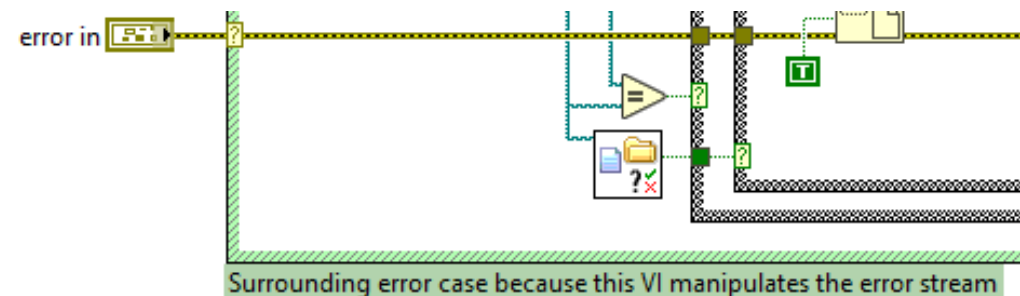 error in
?
=
?
?
?
T
Surrounding error case because this VI manipulates the error stream